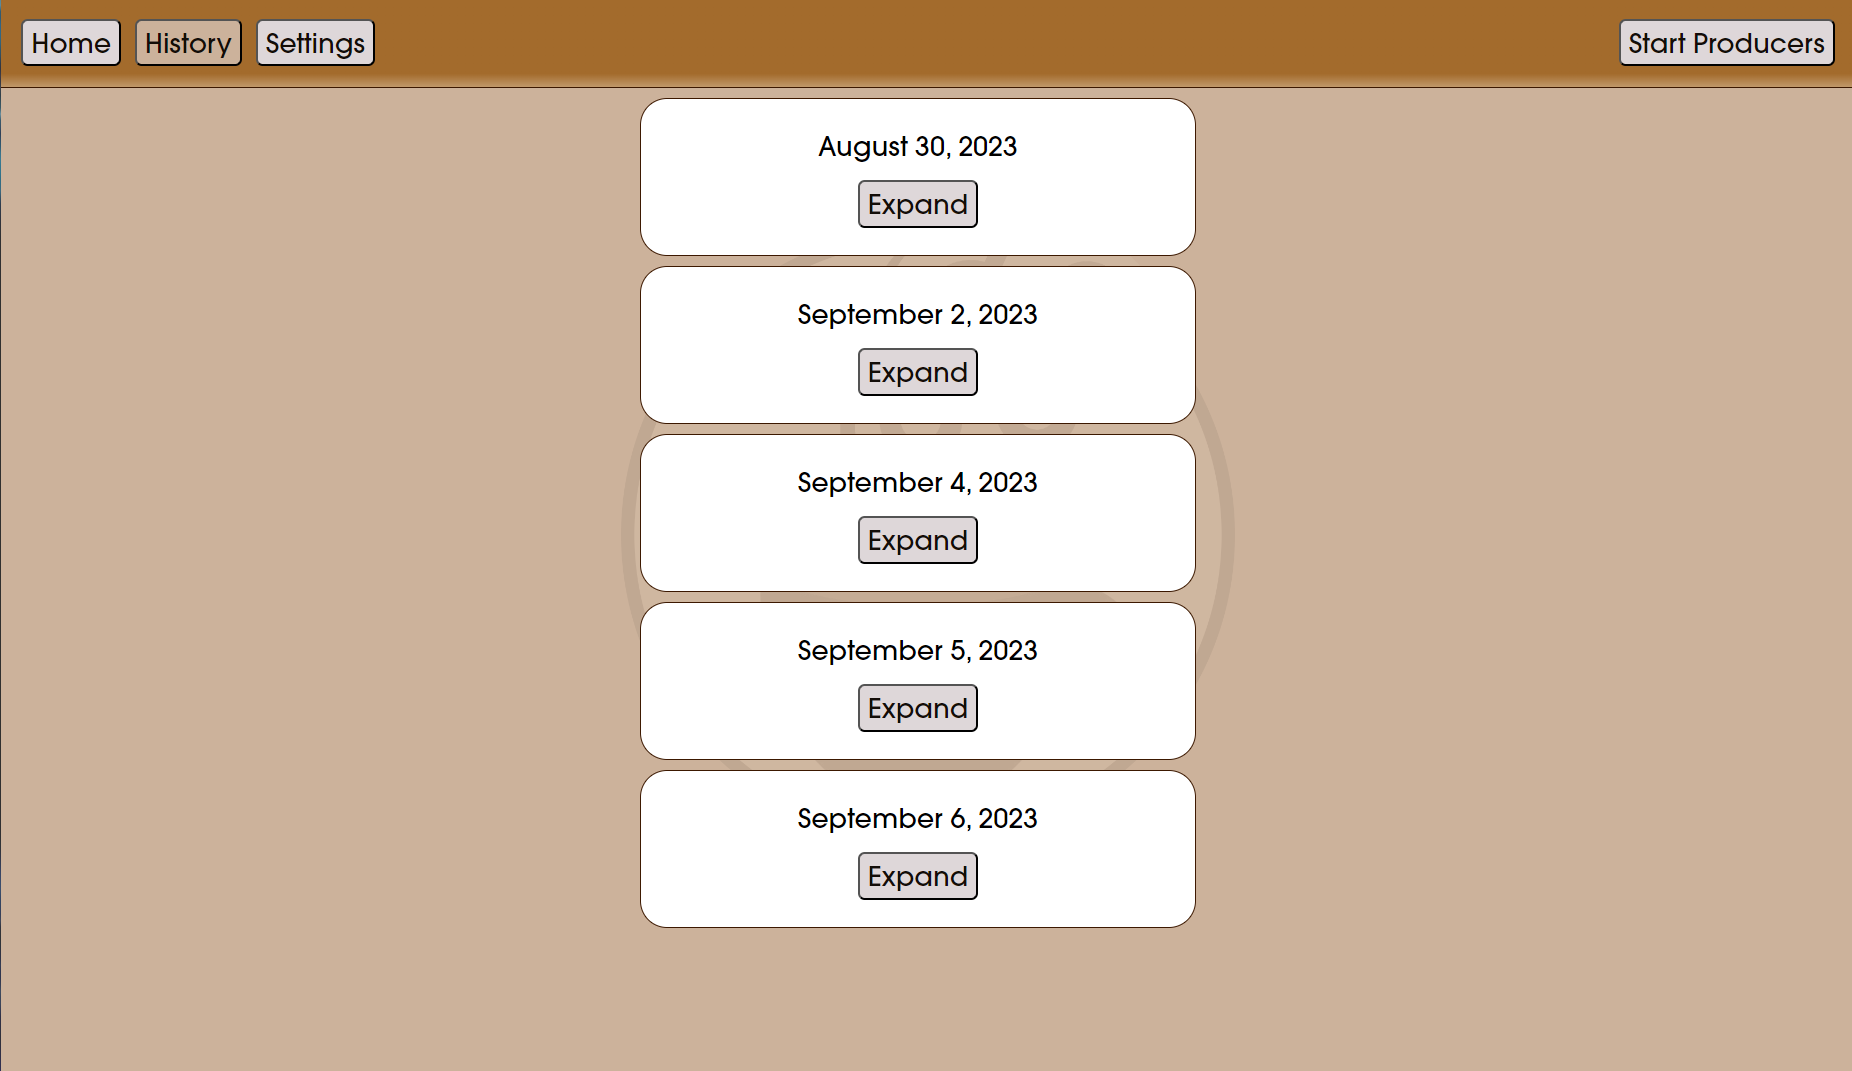 Home History Settings Start Producers
August 30, 2023
Expand
September 2, 2023
Expand
September 4, 2023
Expand
September 5, 2023
Expand
September 6, 2023
Expand